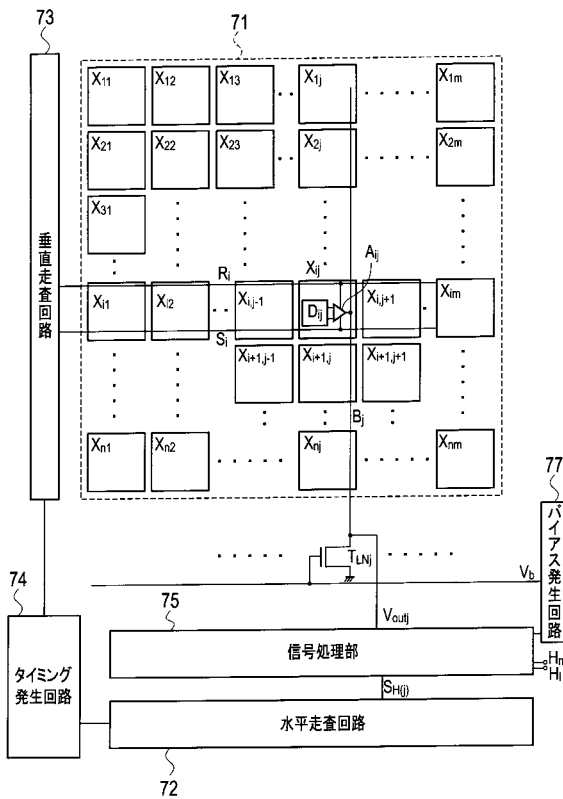 73
71
X11 X12 X13 X1j X1m
X21 X22 X23 X2j X2m
X31
垂直走査回路
Ri Xij Aij
Xi1 Xi2 Xi,j-1 Dij Xi,j+1 Xim
Si
Xi+1,j-1 Xi+1,j Xi+1,j+1
Bj
Xn1 Xn2 Xnj Xnm
77
バイアス発生回路
TLNj
Vb
74
75
Voutj
タイミング
発生回路
信号処理部
SH(j)
水平走査回路
72